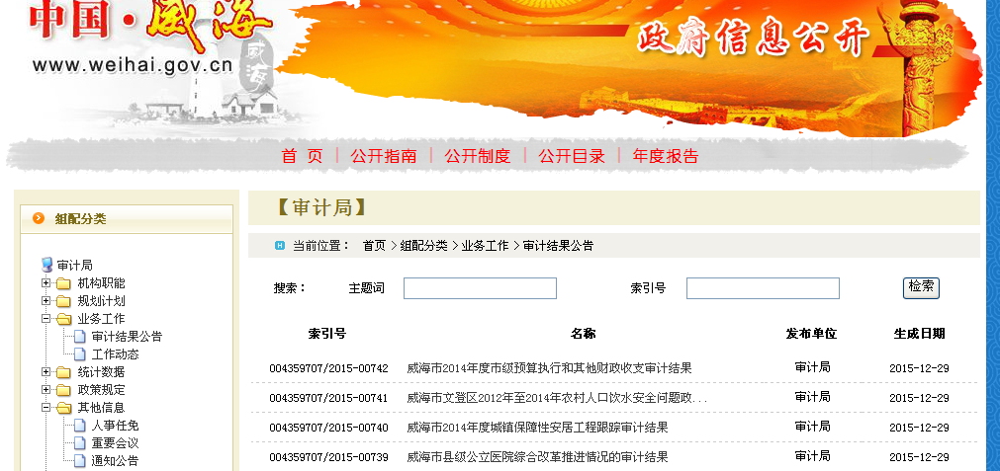 中国·威海
www.weihai.gov.cn
威海
政府信息公开
首 页 | 公开指南 | 公开制度 | 公开目录 | 年度报告
组配分类
审计局
机构职能
规划计划
业务工作
审计结果公告
工作动态
统计数据
政策规定
其他信息
人事任免
重要会议
通知公告
【审计局】
当前位置： 首页 > 组配分类 > 业务工作 > 审计结果公告
搜索： 主题词 索引号 检索
索引号 名称 发布单位 生成日期
004359707/2015-00742 威海市2014年度市级预算执行和其他财政收支审计结果 审计局 2015-12-29
004359707/2015-00741 威海市文登区2012年至2014年农村人口饮水安全问题政... 审计局 2015-12-29
004359707/2015-00740 威海市2014年度城镇保障性安居工程跟踪审计结果 审计局 2015-12-29
004359707/2015-00739 威海市县级公立医院综合改革推进情况的审计结果 审计局 2015-12-29